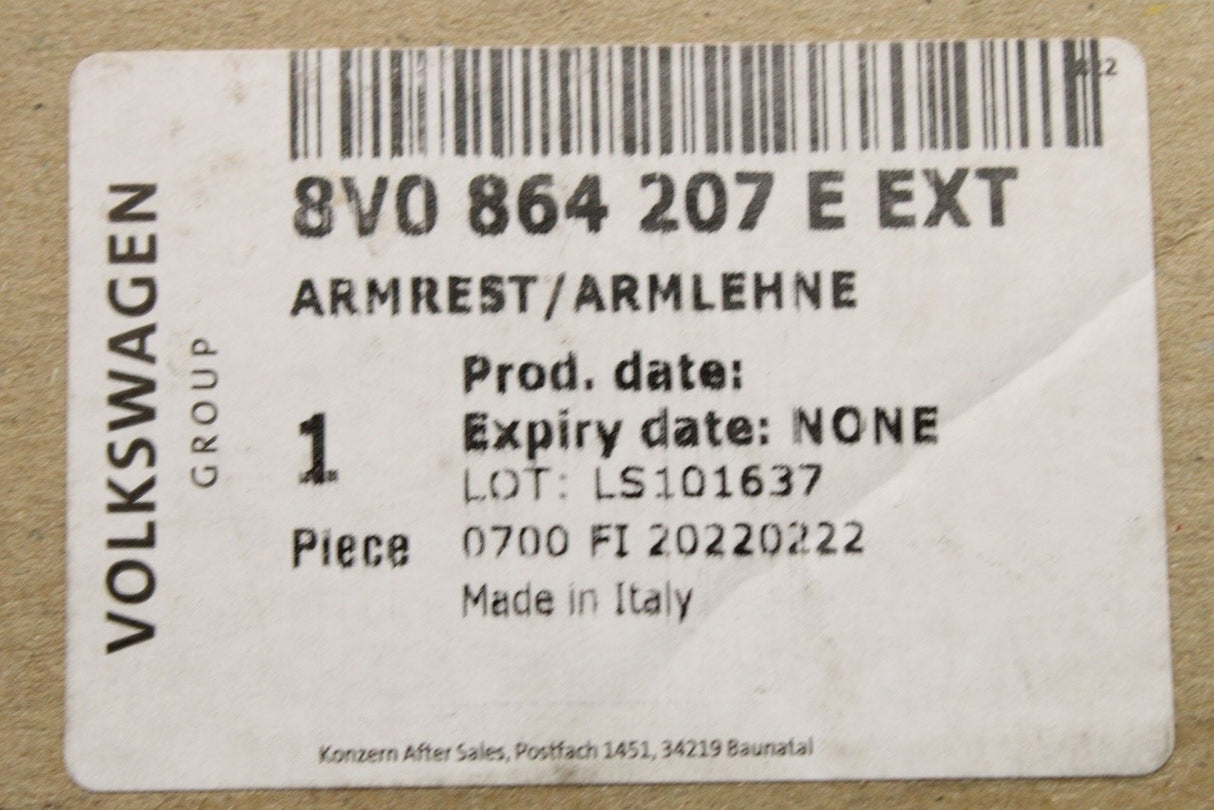 VOLKSWAGEN
GROUP
8V0 864 207 E EXT
ARMREST/ARMLEHNE
1
Piece
Prod. date:
Expiry date: NONE
LOT: LS101637
0700 FI 20220222
Made in Italy
Konzern After Sales, Postfach 1451, 34219 Baunatal